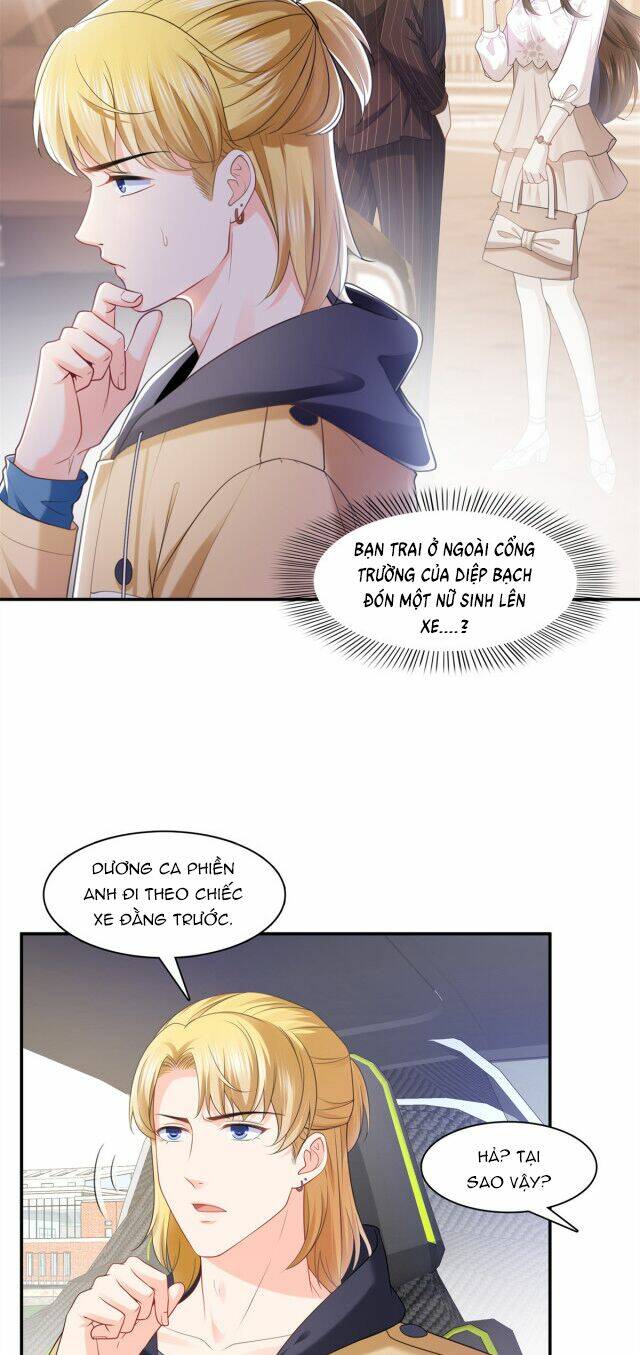 BẠN TRAI Ở NGOÀI CỔNG
TRƯỜNG CỦA DIỆP BẠCH
ĐÓN MỘT NỮ SINH LÊN
XE....?
DƯƠNG CA PHIỀN
ANH ĐI THEO CHIẾC
XE ĐẰNG TRƯỚC.
HẢ? TẠI
SAO VẬY?